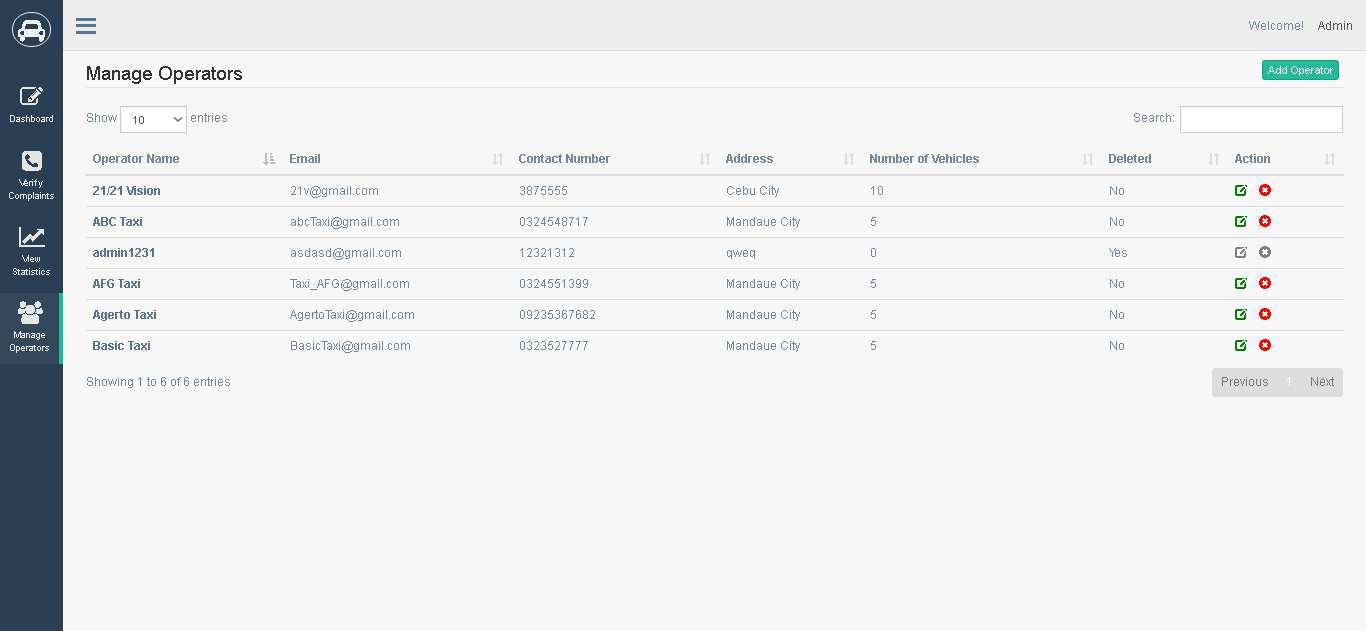 Welcome! Admin
Dashboard
Verify
Complaints
View
Statistics
Manage
Operators
Manage Operators
Add Operator
Show 10 entries
Search:
Operator Name Email Contact Number Address Number of Vehicles Deleted Action
21/21 Vision 21v@gmail.com 3875555 Cebu City 10 No
ABC Taxi abcTaxi@gmail.com 0324548717 Mandaue City 5 No
admin1231 asdasd@gmail.com 12321312 qweq 0 Yes
AFG Taxi Taxi_AFG@gmail.com 0324551399 Mandaue City 5 No
Agerto Taxi AgertoTaxi@gmail.com 09235367682 Mandaue City 5 No
Basic Taxi BasicTaxi@gmail.com 0323527777 Mandaue City 5 No
Showing 1 to 6 of 6 entries
Previous 1 Next